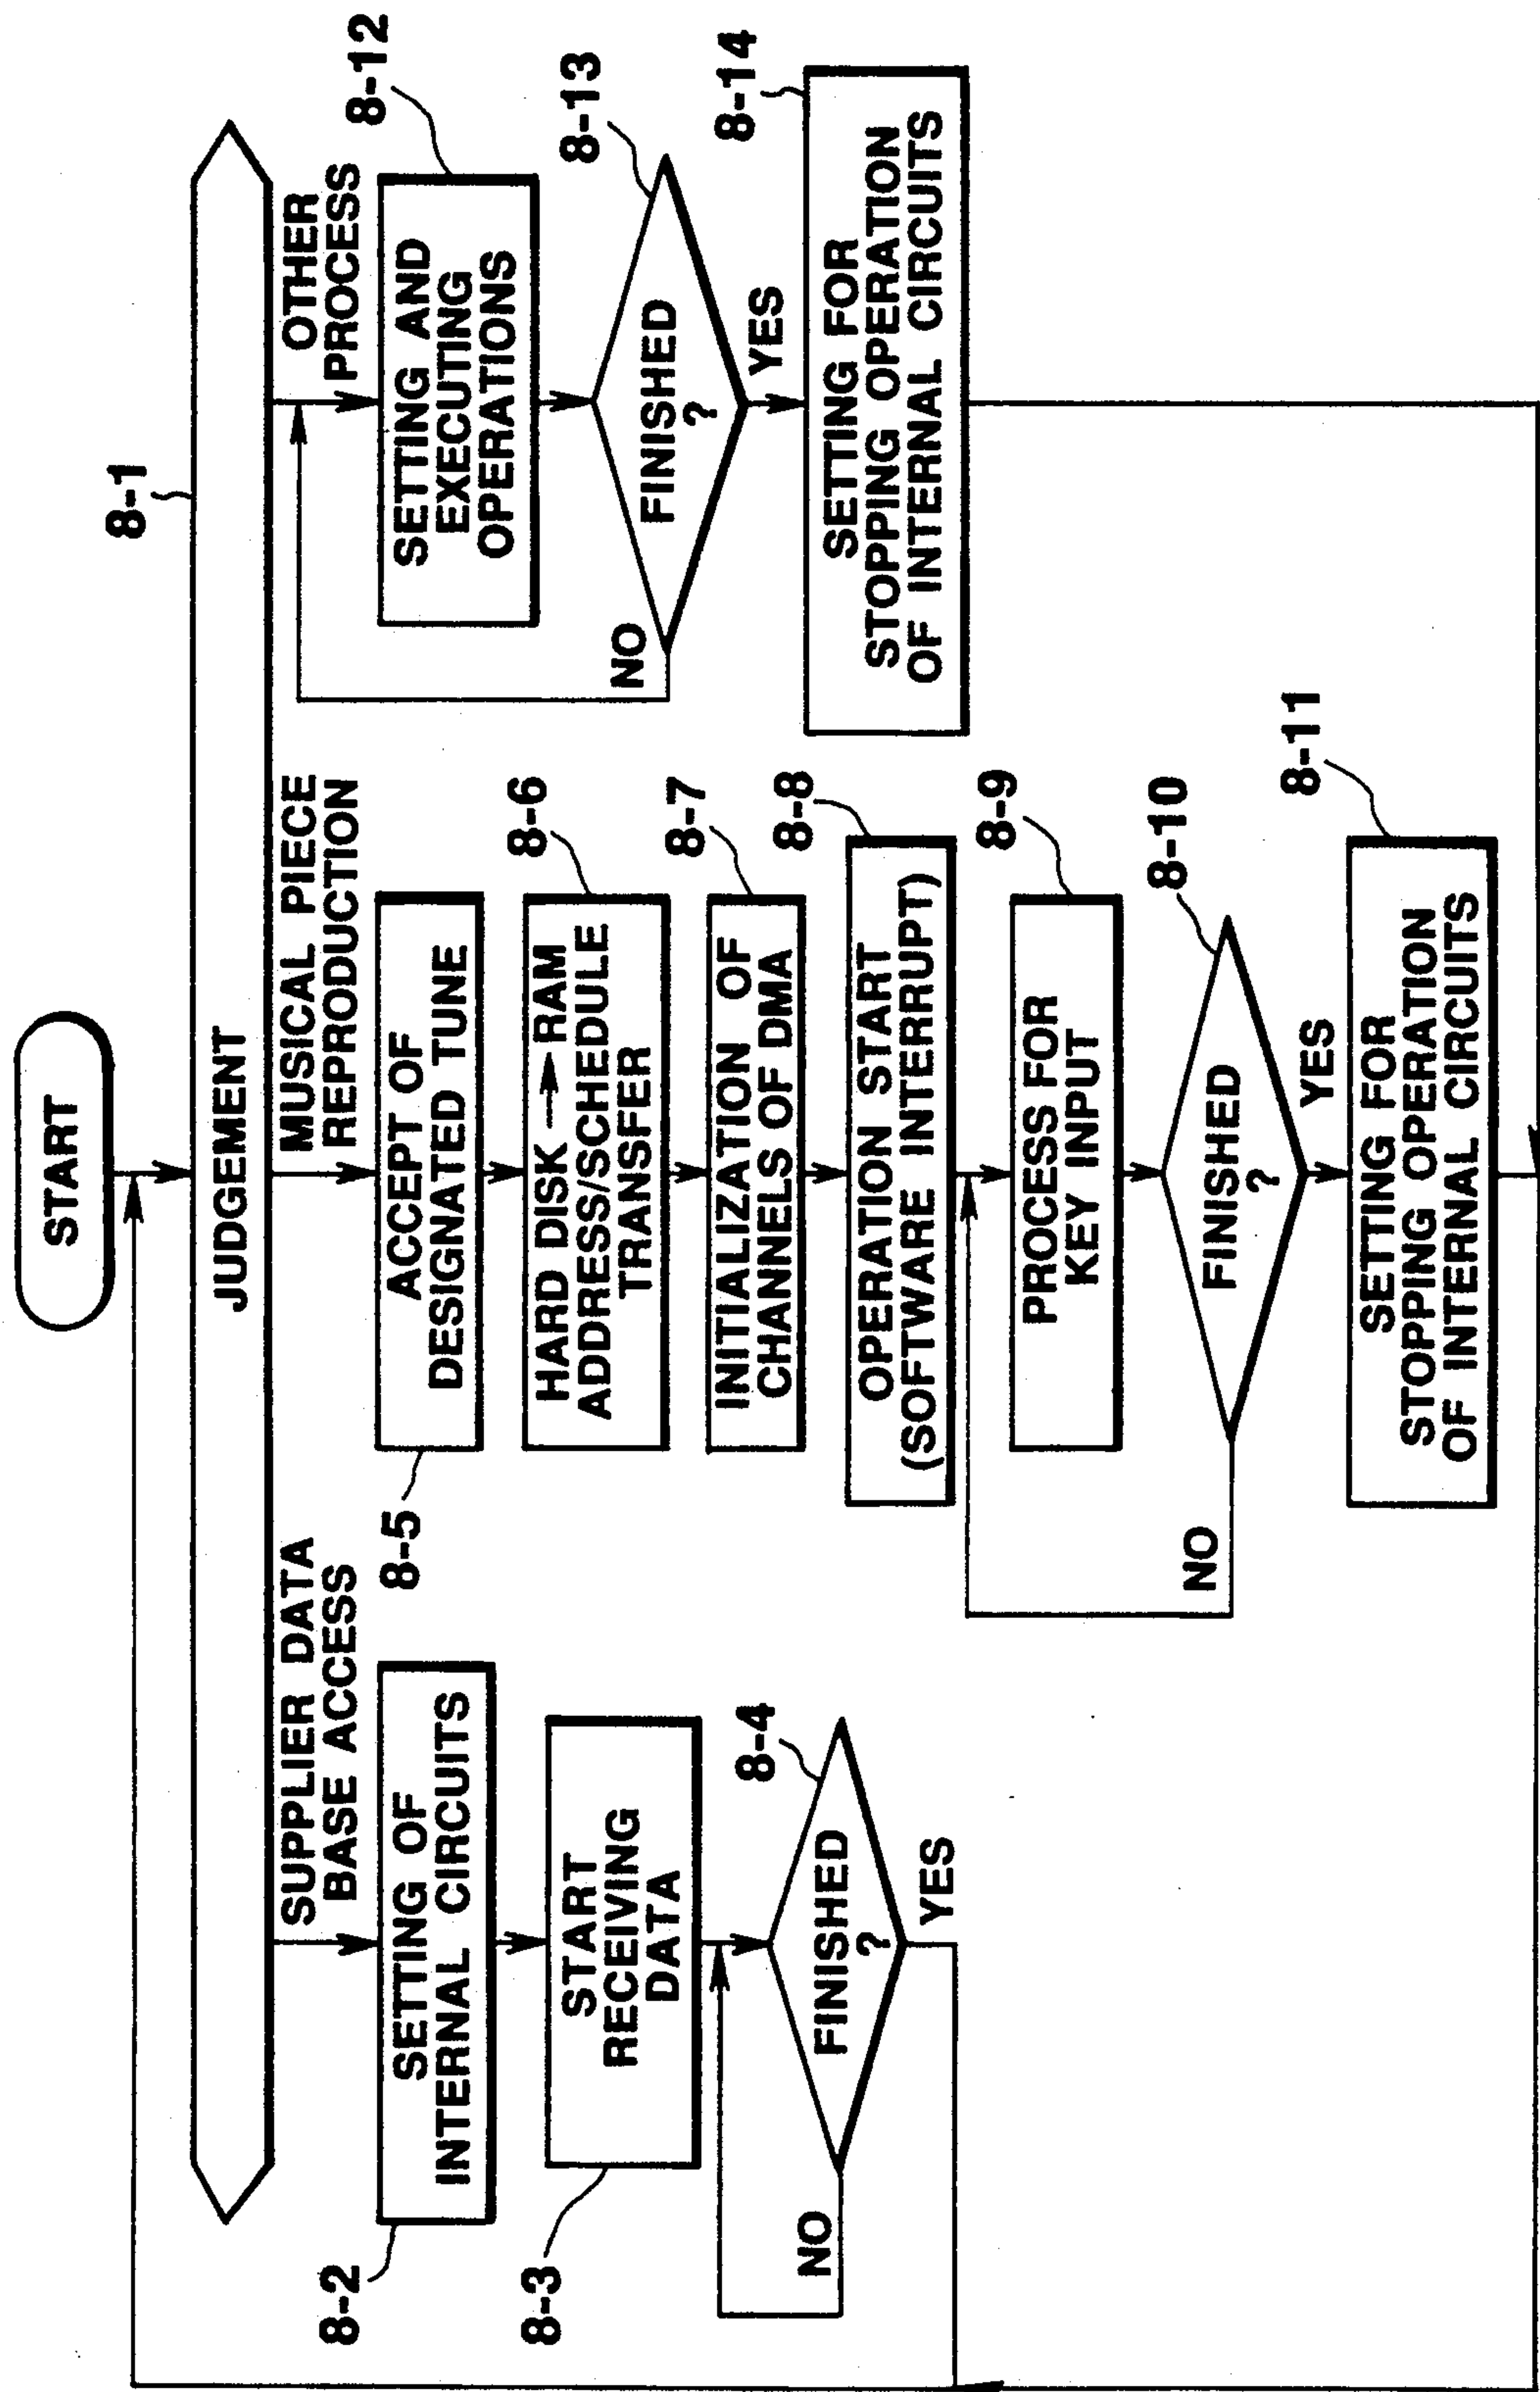 START
8-1
JUDGEMENT
SUPPLIER DATA
BASE ACCESS
8-2
SETTING OF
INTERNAL CIRCUITS
8-3
START
RECEIVING
DATA
8-4
FINISHED
?
NO
YES
MUSICAL PIECE
REPRODUCTION
8-5
ACCEPT OF
DESIGNATED TUNE
8-6
HARD DISK → RAM
ADDRESS/SCHEDULE
TRANSFER
8-7
INITIALIZATION OF
CHANNELS OF DMA
8-8
OPERATION START
(SOFTWARE INTERRUPT)
8-9
PROCESS FOR
KEY INPUT
8-10
FINISHED
?
NO
YES
8-11
SETTING FOR
STOPPING OPERATION
OF INTERNAL CIRCUITS
OTHER
PROCESS
8-12
SETTING AND
EXECUTING
OPERATIONS
8-13
FINISHED
?
NO
YES
8-14
SETTING FOR
STOPPING OPERATION
OF INTERNAL CIRCUITS